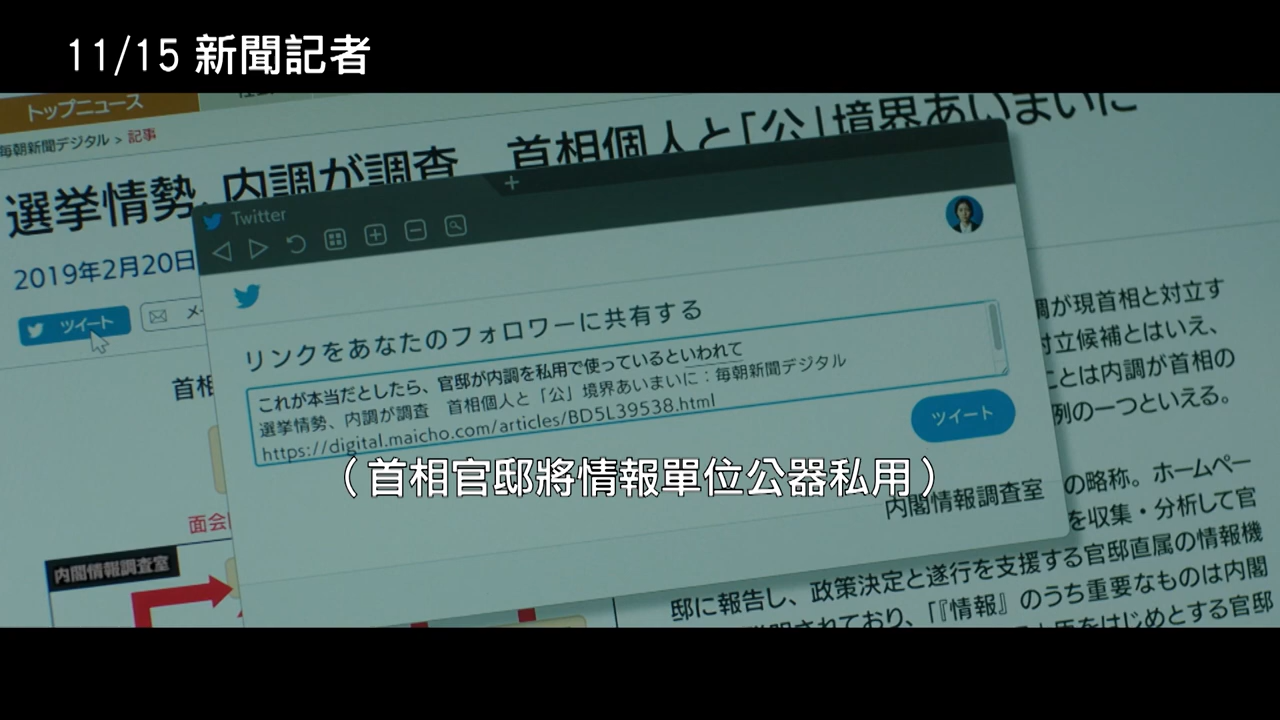 11/15 新聞記者
トップニュース
毎朝新聞デジタル > 記事
選挙情勢、内調が調査 首相個人と「公」境界あいまいに
2019年2月20日
ツイート
Twitter
リンクをあなたのフォロワーに共有する
これが本当だとしたら、官邸が内調を私用で使っているといわれて
選挙情勢、内調が調査 首相個人と「公」境界あいまいに:毎朝新聞デジタル
https://digital.maicho.com/articles/BD5L39538.html
ツイート
(首相官邸將情報單位公器私用)
内閣情報調査室
調が現首相と対立す
対立候補とはいえ、
ことは内調が首相の
例の一つといえる。
首相
面会
内閣情報調査室
の略称。ホームペー
を収集・分析して官
邸に報告し、政策決定と遂行を支援する官邸直属の情報機
されており、「『情報』のうち重要なものは内閣
をはじめとする官邸